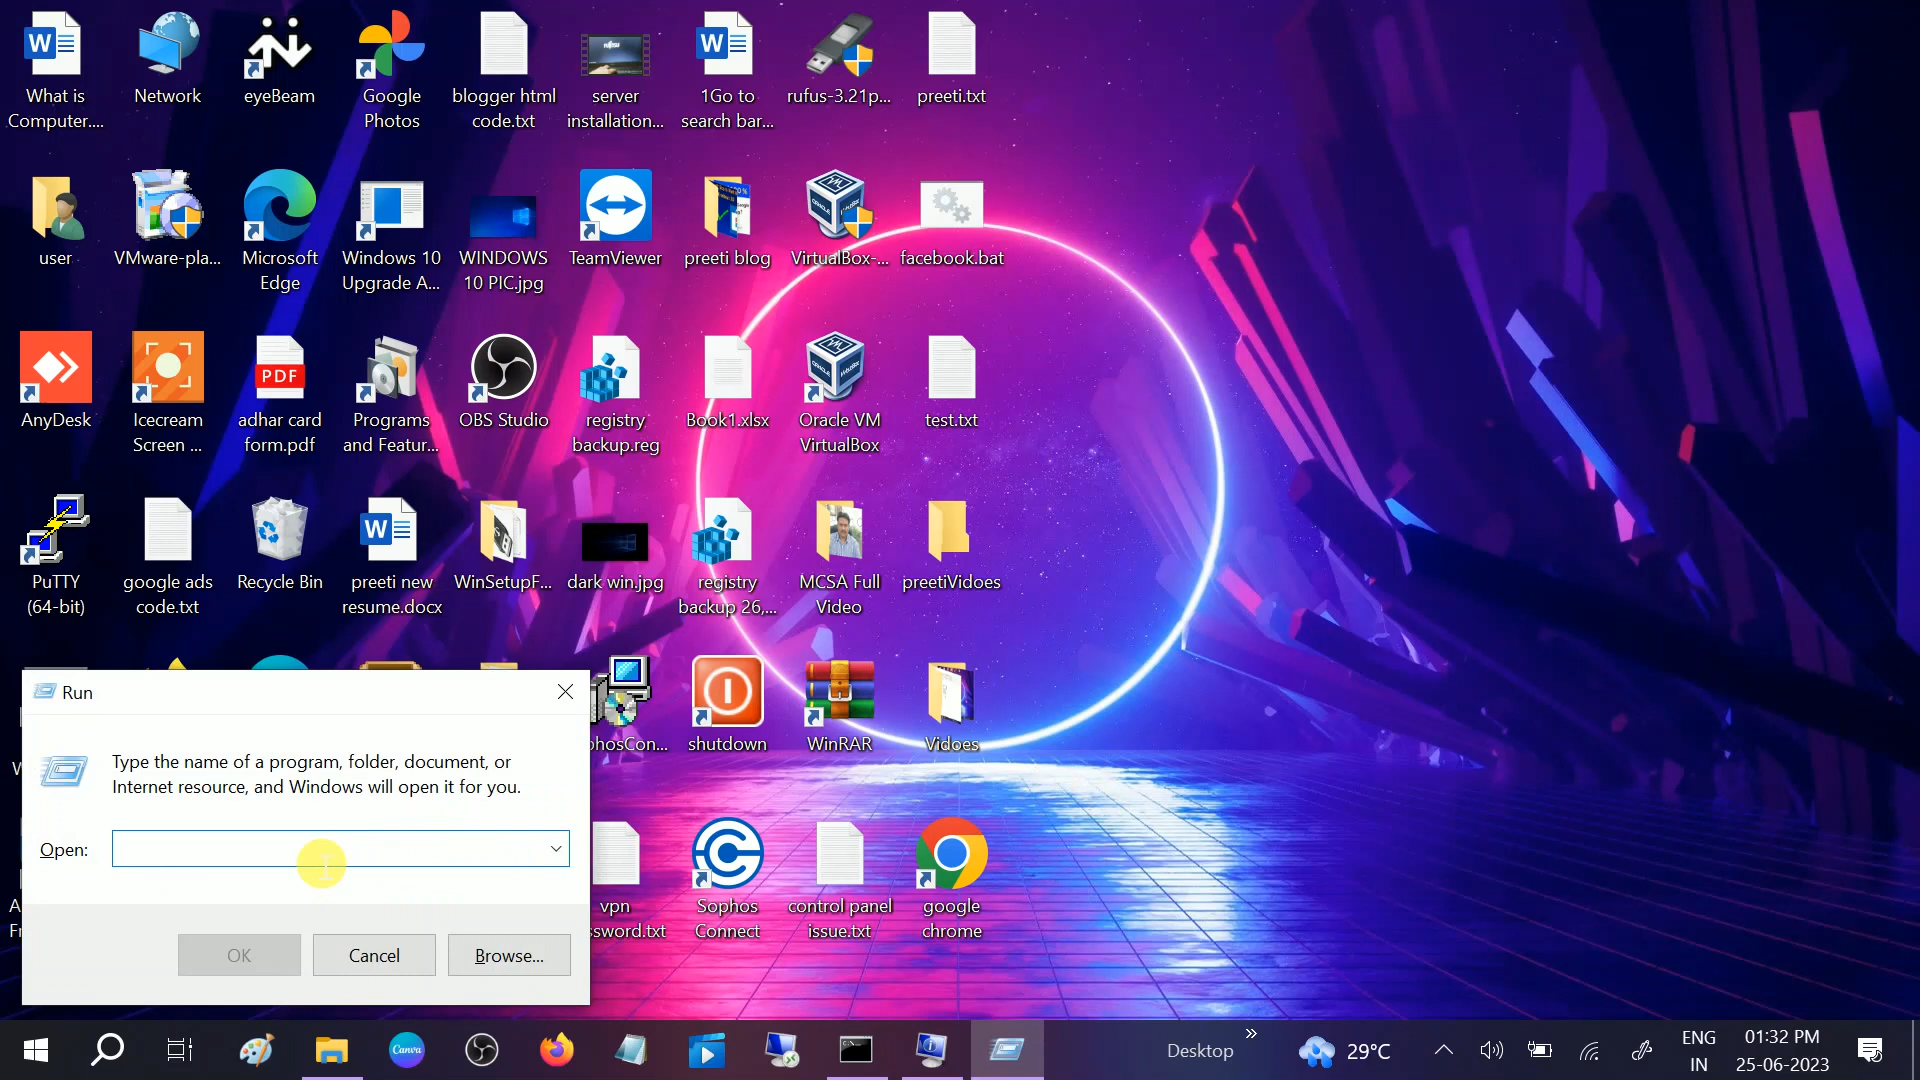 What is
Computer....
Network
eyeBeam
Google
Photos
blogger html
code.txt
server
installation...
1Go to
search bar...
rufus-3.21p...
preeti.txt
user
VMware-pla...
Microsoft
Edge
Windows 10
Upgrade A...
WINDOWS
10 PIC.jpg
TeamViewer
preeti blog
VirtualBox-...
facebook.bat
AnyDesk
Icecream
Screen ...
PDF
adhar card
form.pdf
Programs
and Featur...
OBS Studio
registry
backup.reg
Book1.xlsx
Oracle VM
VirtualBox
test.txt
PuTTY
(64-bit)
google ads
code.txt
Recycle Bin
preeti new
resume.docx
WinSetupF...
dark win.jpg
registry
backup 26,...
MCSA Full
Video
preetiVidoes
Run
Type the name of a program, folder, document, or
Internet resource, and Windows will open it for you.
Open:
OK
Cancel
Browse...
phosCon...
shutdown
WinRAR
Vidoes
vpn
ssword.txt
Sophos
Connect
control panel
issue.txt
google
chrome
Canva
Desktop
29°C
ENG
IN
01:32 PM
25-06-2023